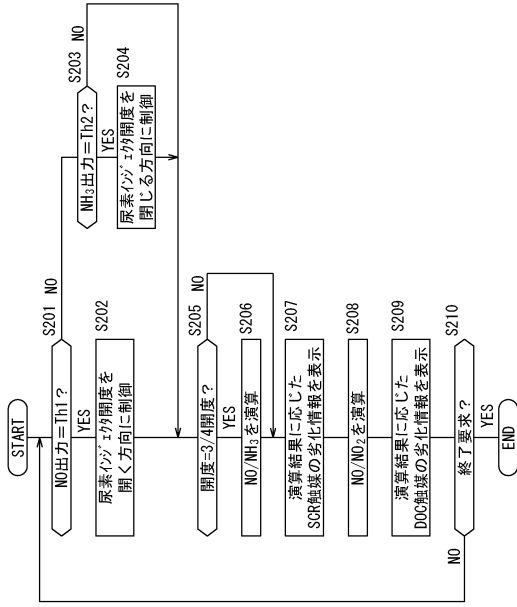 START
NO出力=Th1?
S201
NO
YES
尿素インジェクタ開度を
開く方向に制御
S202
NH3出力=Th2?
S203
NO
YES
尿素インジェクタ開度を
閉じる方向に制御
S204
開度=3/4開度?
S205
NO
YES
NO/NH3を演算
S206
演算結果に応じた
SCR触媒の劣化情報を表示
S207
NO/NO2を演算
S208
演算結果に応じた
DOC触媒の劣化情報を表示
S209
終了要求?
S210
NO
YES
END